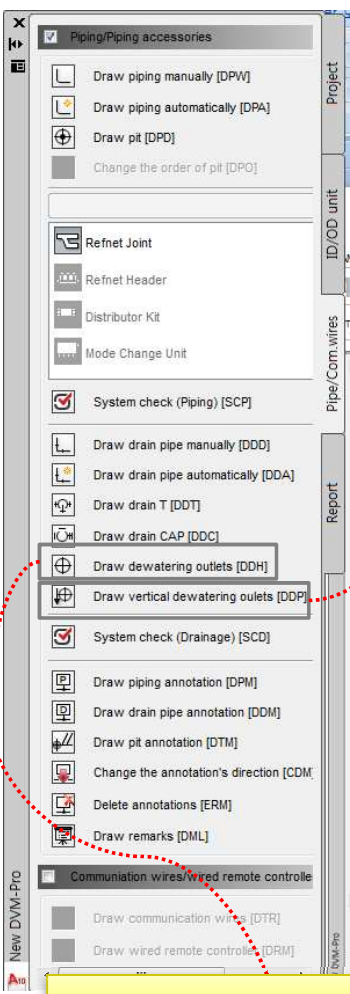 Piping/Piping accessories
Draw piping manually [DPW]
Draw piping automatically [DPA]
Draw pit [DPD]
Change the order of pit [DPO]
Refnet Joint
Refnet Header
Distributor Kit
Mode Change Unit
System check (Piping) [SCP]
Draw drain pipe manually [DDD]
Draw drain pipe automatically [DDA]
Draw drain T [DDT]
Draw drain CAP [DDC]
Draw dewatering outlets [DDH]
Draw vertical dewatering oulets [DDP]
System check (Drainage) [SCD]
Draw piping annotation [DPM]
Draw drain pipe annotation [DDM]
Draw pit annotation [DTM]
Change the annotation's direction [CDM
Delete annotations [ERM]
Draw remarks [DML]
Communiation wires/wired remote controlle
Draw communication wires [DTR]
Draw wired remote controller [DRM]
Project
ID/OD unit
Pipe/Com.wires
Report
New DVM-Pro
DVM-Pro